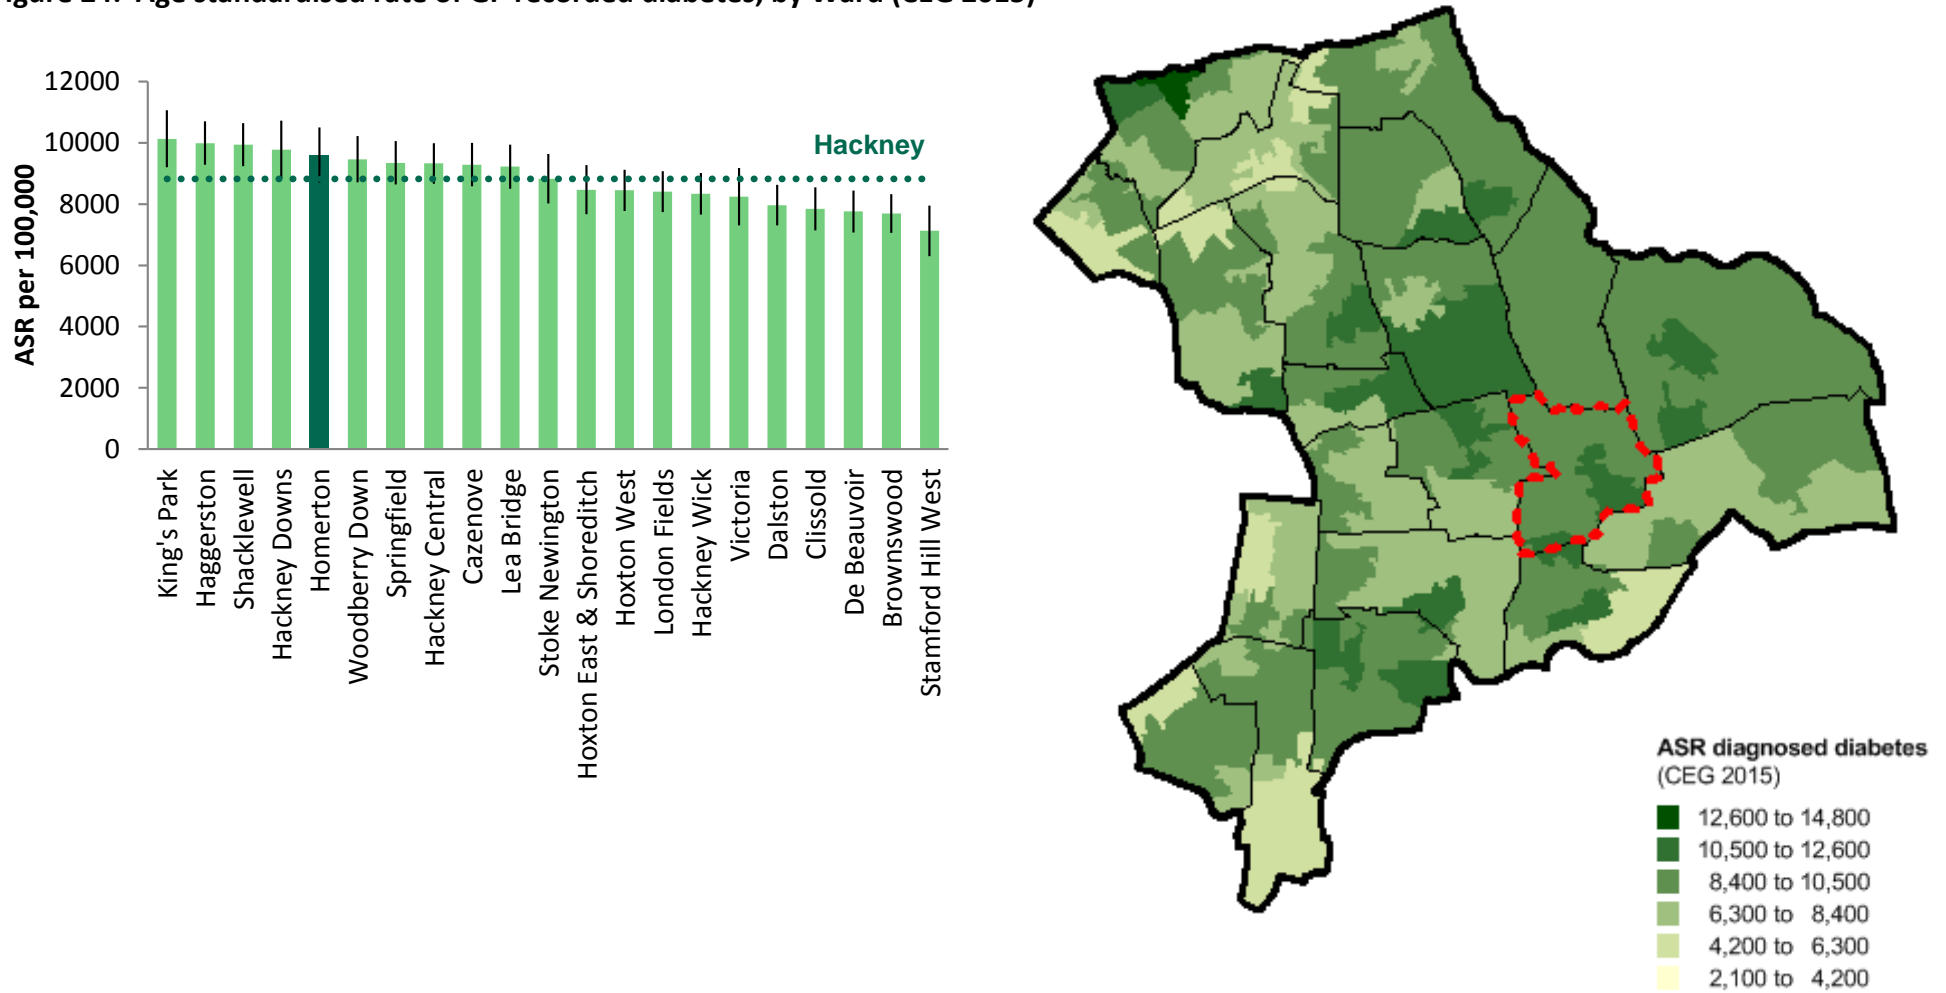 12000
10000
8000
6000
4000
2000
0
ASR per 100,000
Hackney
King's Park
Haggerston
Shacklewell
Hackney Downs
Homerton
Woodberry Down
Springfield
Hackney Central
Cazenove
Lea Bridge
Stoke Newington
Hoxton East & Shoreditch
Hoxton West
London Fields
Hackney Wick
Victoria
Dalston
Clissold
De Beauvoir
Brownswood
Stamford Hill West
ASR diagnosed diabetes
(CEG 2015)
12,600 to 14,800
10,500 to 12,600
8,400 to 10,500
6,300 to 8,400
4,200 to 6,300
2,100 to 4,200